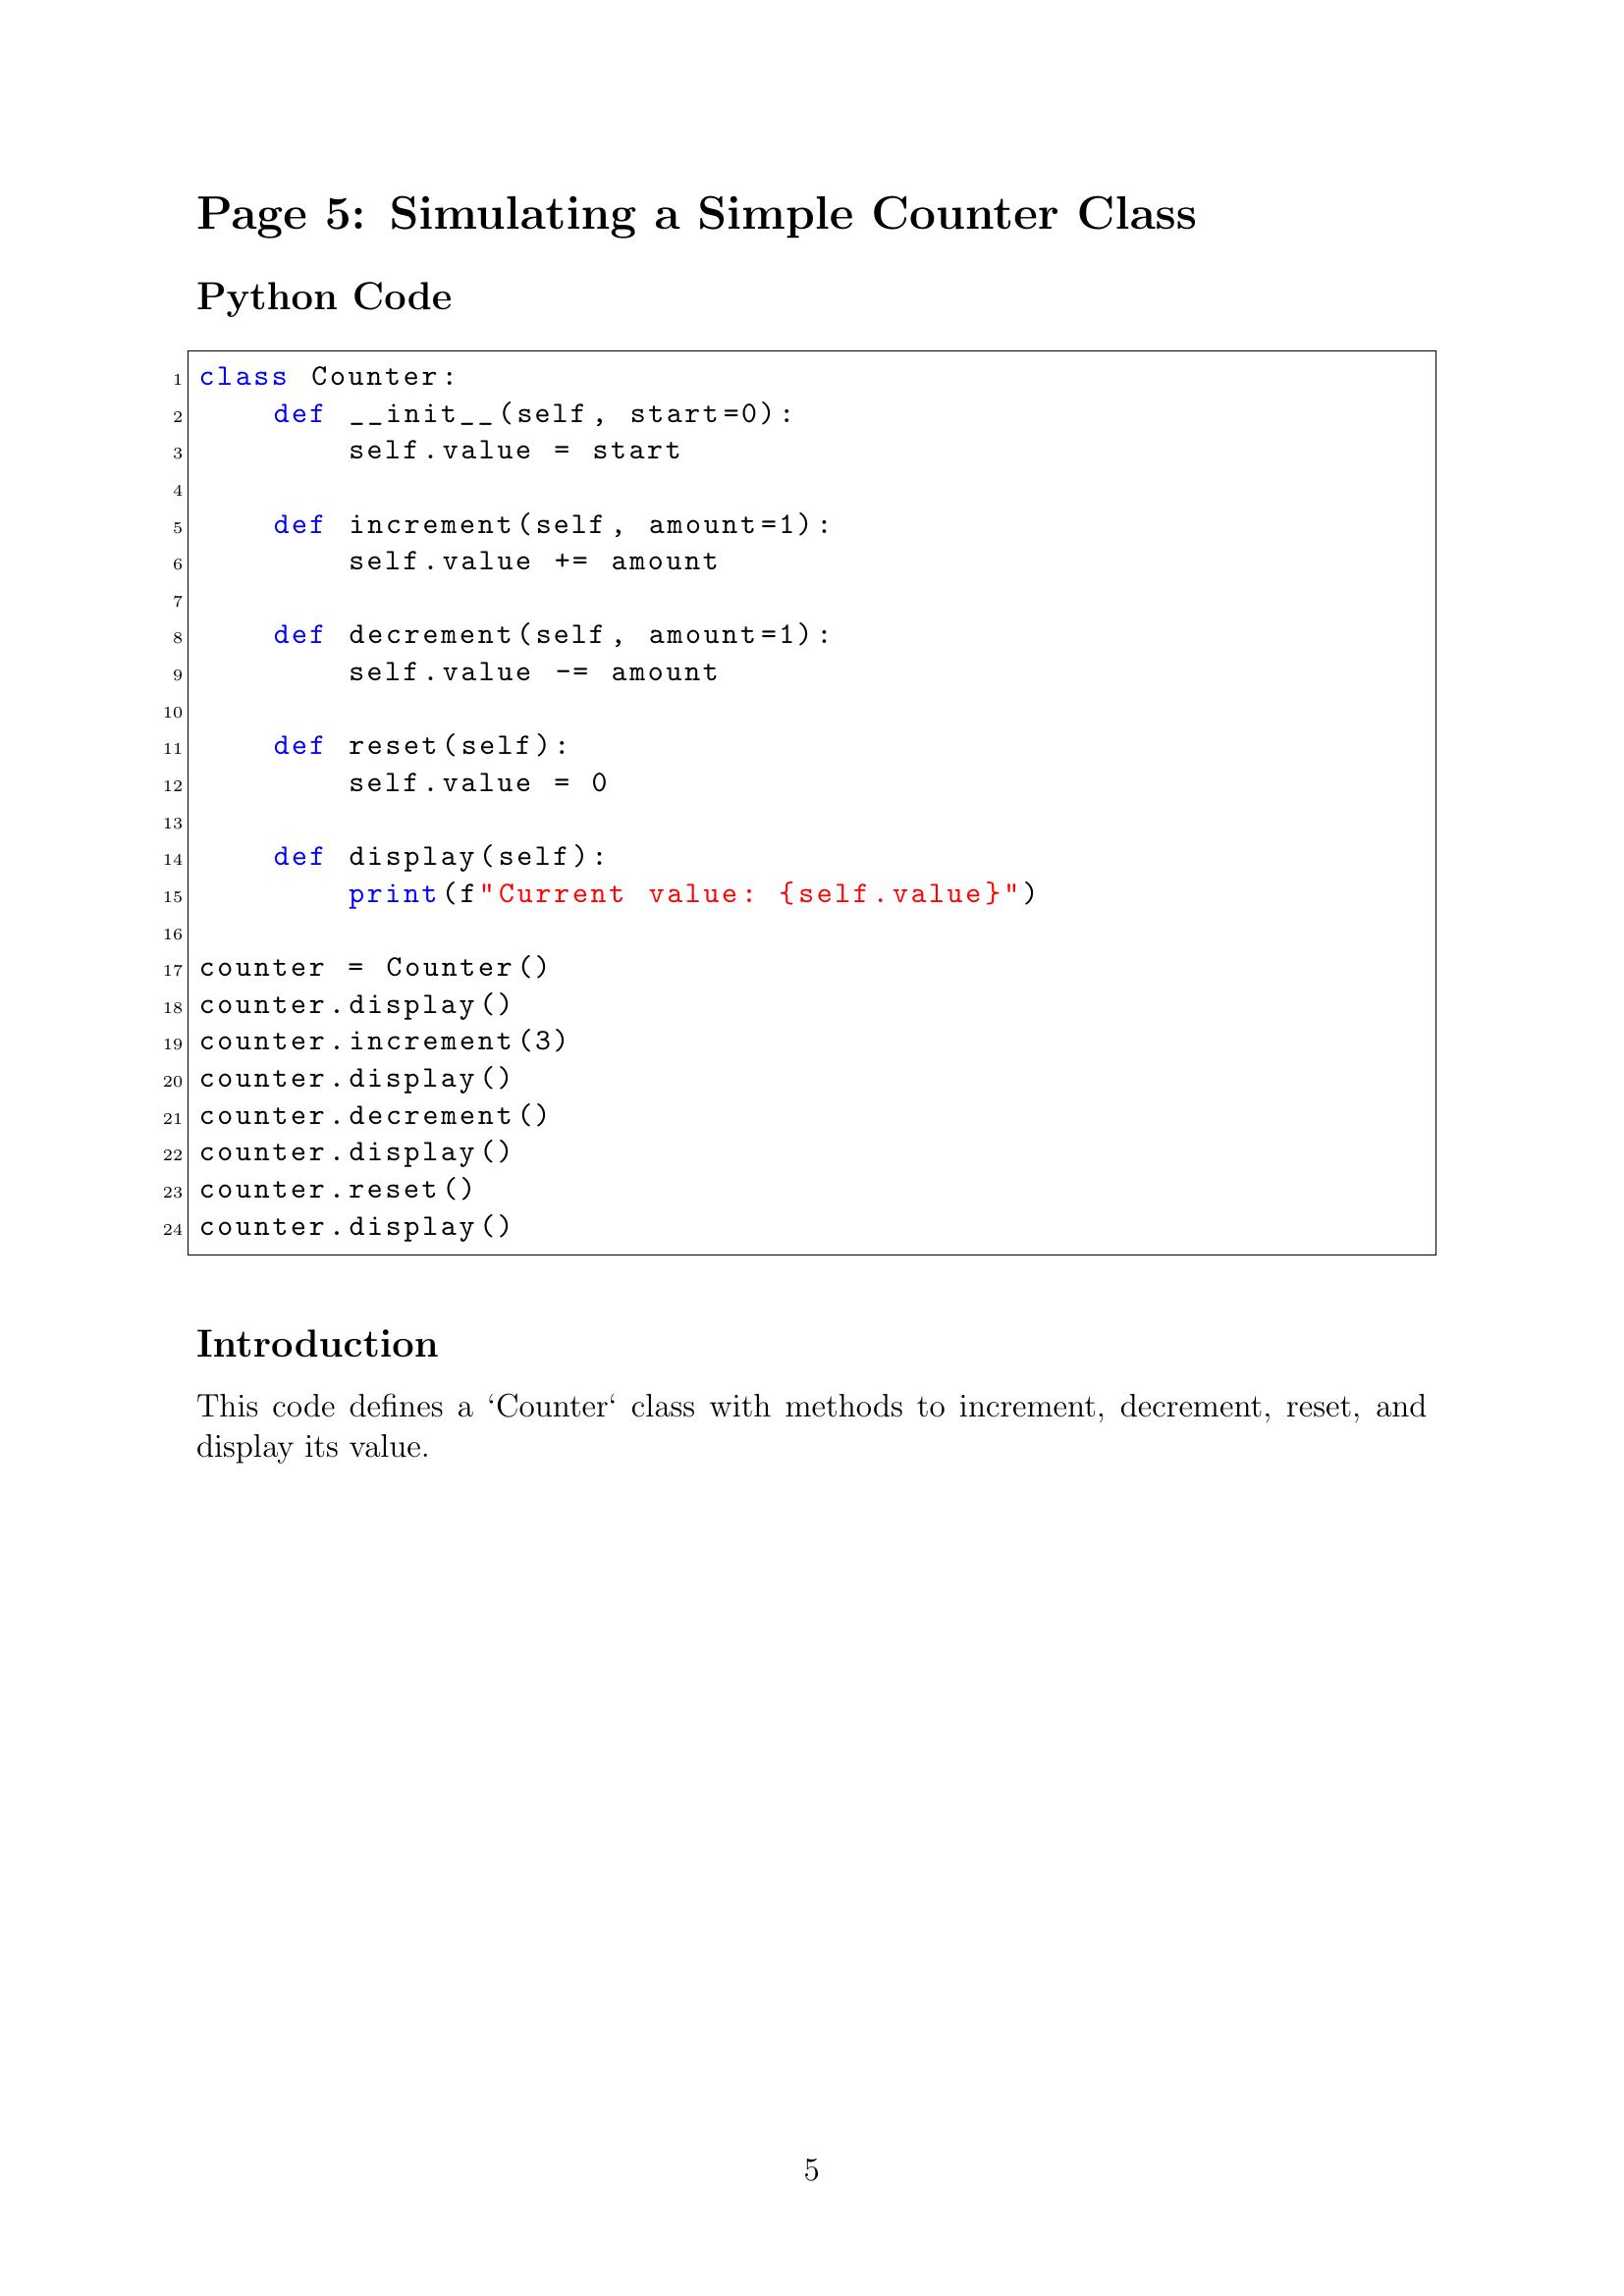 Page 5: Simulating a Simple Counter Class
Python Code
1 class Counter:
2     def __init__(self, start=0):
3         self.value = start
4
5     def increment(self, amount=1):
6         self.value += amount
7
8     def decrement(self, amount=1):
9         self.value -= amount
10
11     def reset(self):
12         self.value = 0
13
14     def display(self):
15         print(f"Current value: {self.value}")
16
17 counter = Counter()
18 counter.display()
19 counter.increment(3)
20 counter.display()
21 counter.decrement()
22 counter.display()
23 counter.reset()
24 counter.display()
Introduction
This code defines a ‘Counter‘ class with methods to increment, decrement, reset, and
display its value.
5